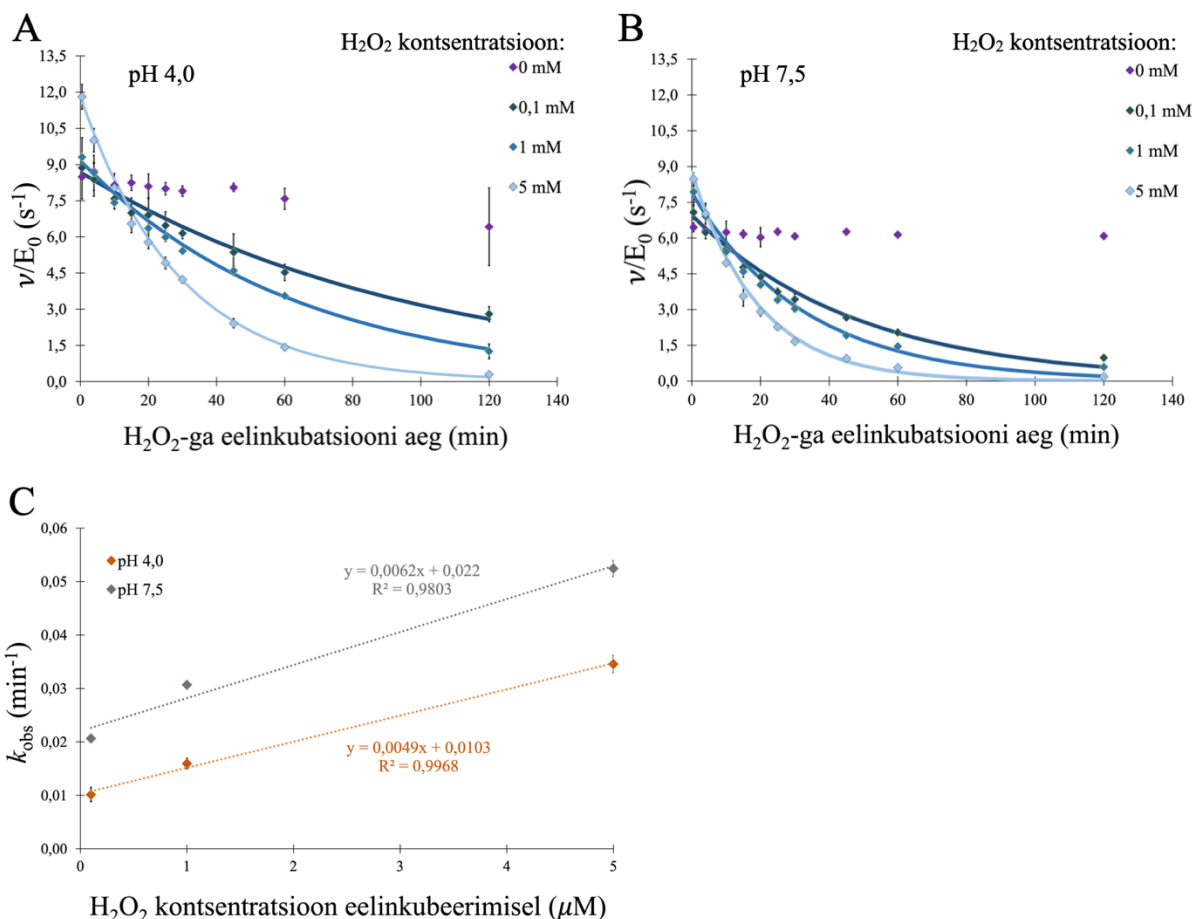 A
H₂O₂ kontsentratsioon:
pH 4,0
0 mM
0,1 mM
1 mM
5 mM
13,5
12,0
10,5
9,0
7,5
6,0
4,5
3,0
1,5
0,0
v/E₀ (s⁻¹)
0 20 40 60 80 100 120 140
H₂O₂-ga eelinkubatsiooni aeg (min)
B
H₂O₂ kontsentratsioon:
pH 7,5
0 mM
0,1 mM
1 mM
5 mM
13,5
12,0
10,5
9,0
7,5
6,0
4,5
3,0
1,5
0,0
v/E₀ (s⁻¹)
0 20 40 60 80 100 120 140
H₂O₂-ga eelinkubatsiooni aeg (min)
C
pH 4,0
pH 7,5
0,06
0,05
0,04
0,03
0,02
0,01
0,00
k_obs (min⁻¹)
y = 0,0062x + 0,022
R² = 0,9803
y = 0,0049x + 0,0103
R² = 0,9968
0 1 2 3 4 5
H₂O₂ kontsentratsioon eelinkubeerimisel (μM)